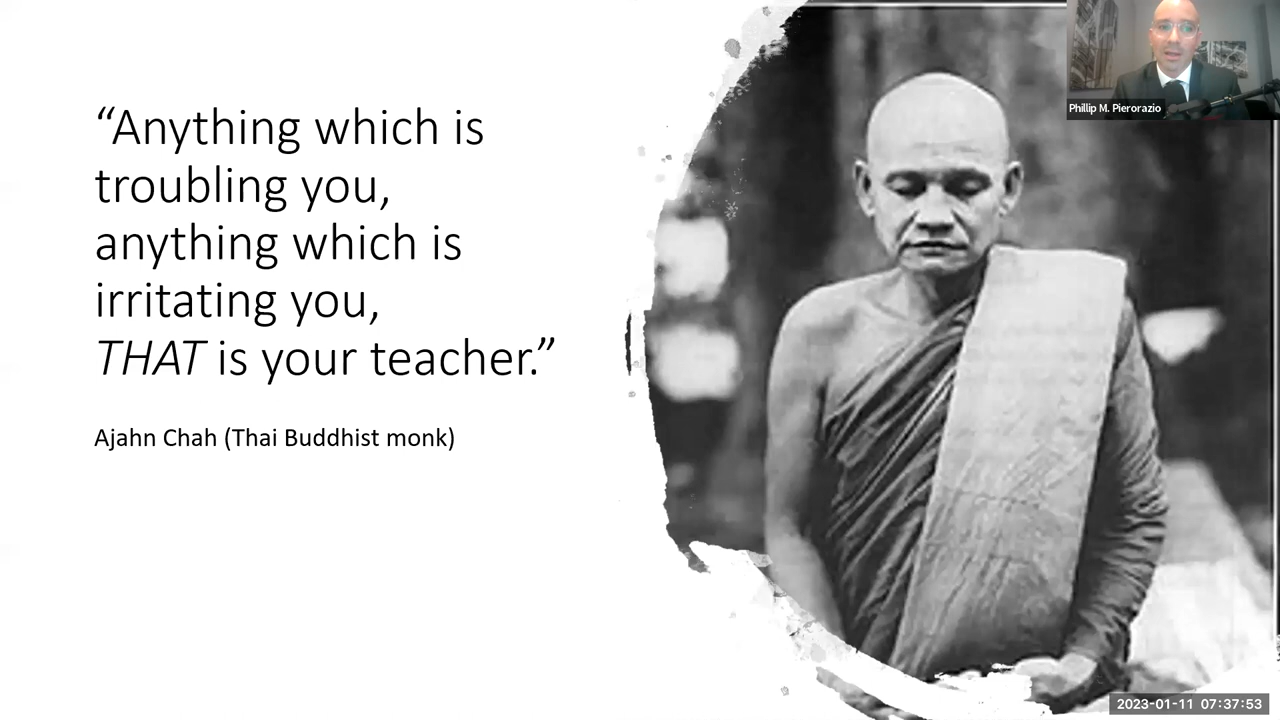 “Anything which is
troubling you,
anything which is
irritating you,
THAT is your teacher.”
Ajahn Chah (Thai Buddhist monk)
Phillip M. Pierorazio
2023-01-11 07:37:53